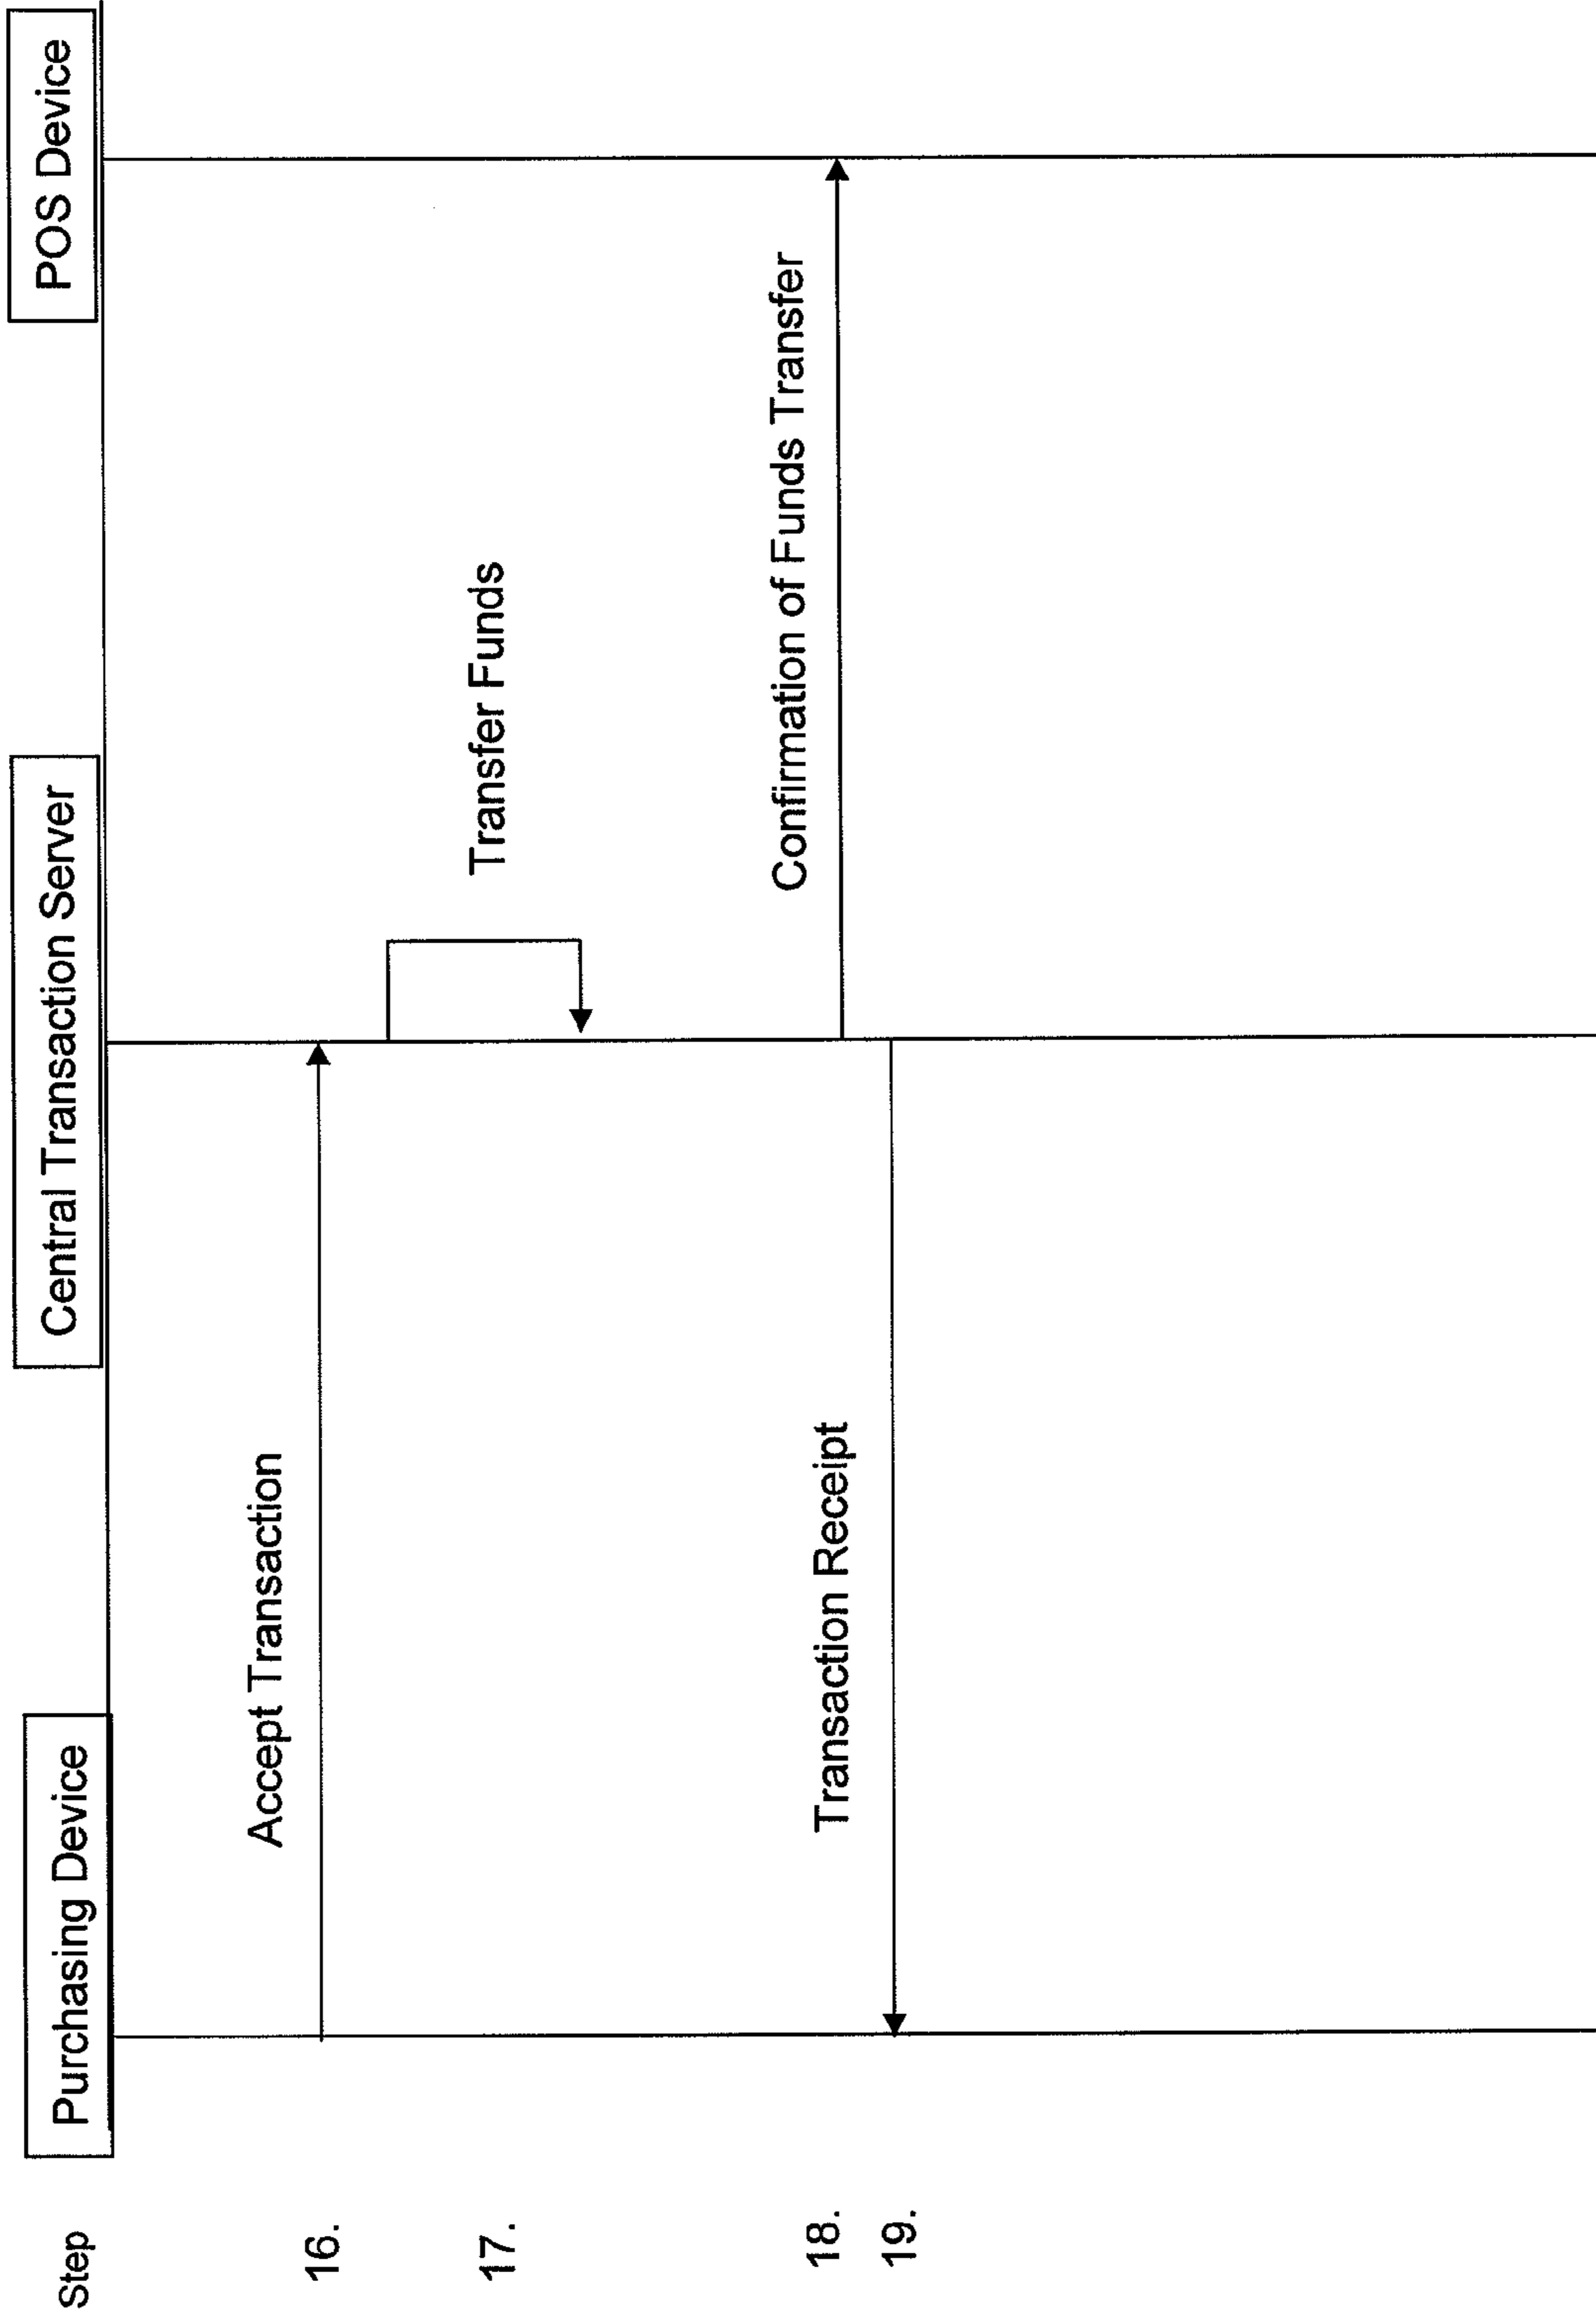 Step
Purchasing Device
Central Transaction Server
POS Device
16.
Accept Transaction
17.
Transfer Funds
18.
Confirmation of Funds Transfer
19.
Transaction Receipt